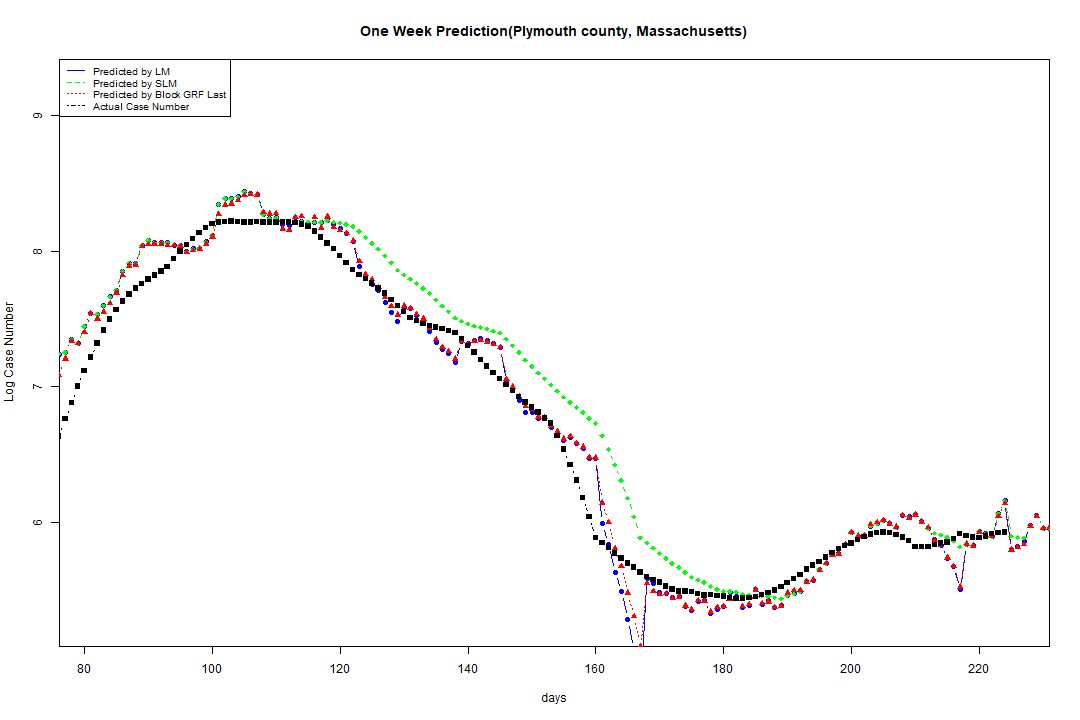 One Week Prediction(Plymouth county, Massachusetts)
Predicted by LM
Predicted by SLM
Predicted by Block GRF Last
Actual Case Number
9
8
7
6
Log Case Number
80 100 120 140 160 180 200 220
days